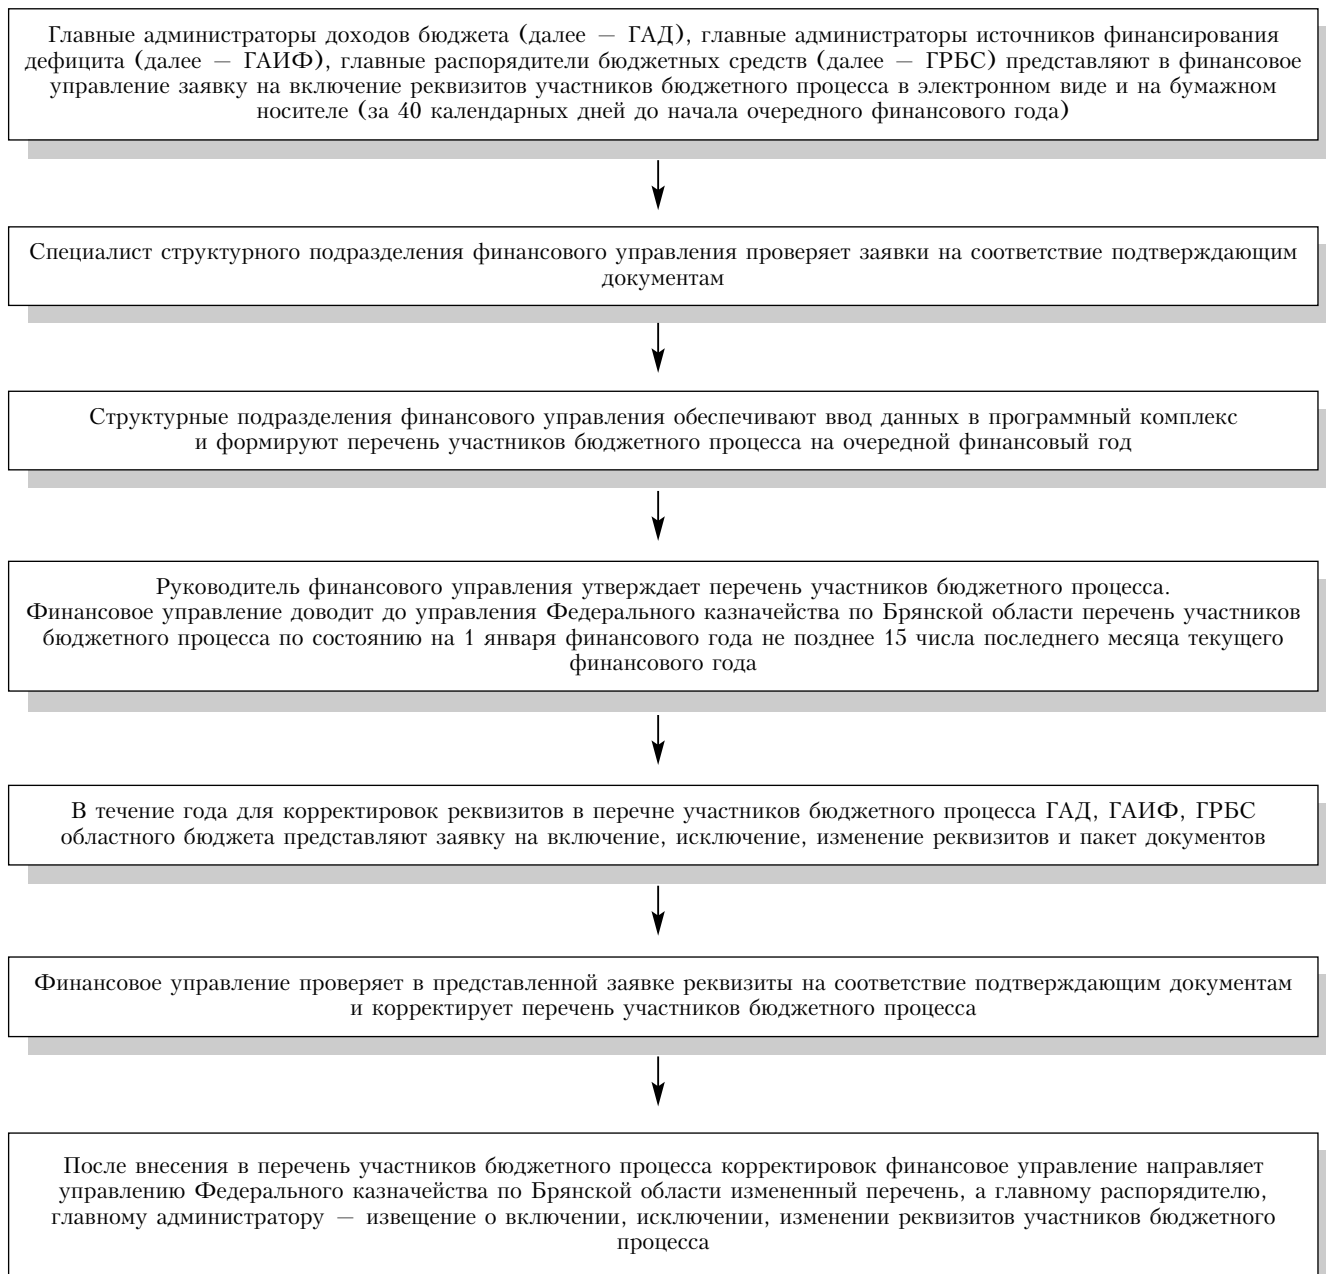 Главные администраторы доходов бюджета (далее — ГАД), главные администраторы источников финансирования
дефицита (далее — ГАИФ), главные распорядители бюджетных средств (далее — ГРБС) представляют в финансовое
управление заявку на включение реквизитов участников бюджетного процесса в электронном виде и на бумажном
носителе (за 40 календарных дней до начала очередного финансового года)
Специалист структурного подразделения финансового управления проверяет заявки на соответствие подтверждающим
документам
Структурные подразделения финансового управления обеспечивают ввод данных в программный комплекс
и формируют перечень участников бюджетного процесса на очередной финансовый год
Руководитель финансового управления утверждает перечень участников бюджетного процесса.
Финансовое управление доводит до управления Федерального казначейства по Брянской области перечень участников
бюджетного процесса по состоянию на 1 января финансового года не позднее 15 числа последнего месяца текущего
финансового года
В течение года для корректировок реквизитов в перечне участников бюджетного процесса ГАД, ГАИФ, ГРБС
областного бюджета представляют заявку на включение, исключение, изменение реквизитов и пакет документов
Финансовое управление проверяет в представленной заявке реквизиты на соответствие подтверждающим документам
и корректирует перечень участников бюджетного процесса
После внесения в перечень участников бюджетного процесса корректировок финансовое управление направляет
управлению Федерального казначейства по Брянской области измененный перечень, а главному распорядителю,
главному администратору — извещение о включении, исключении, изменении реквизитов участников бюджетного
процесса